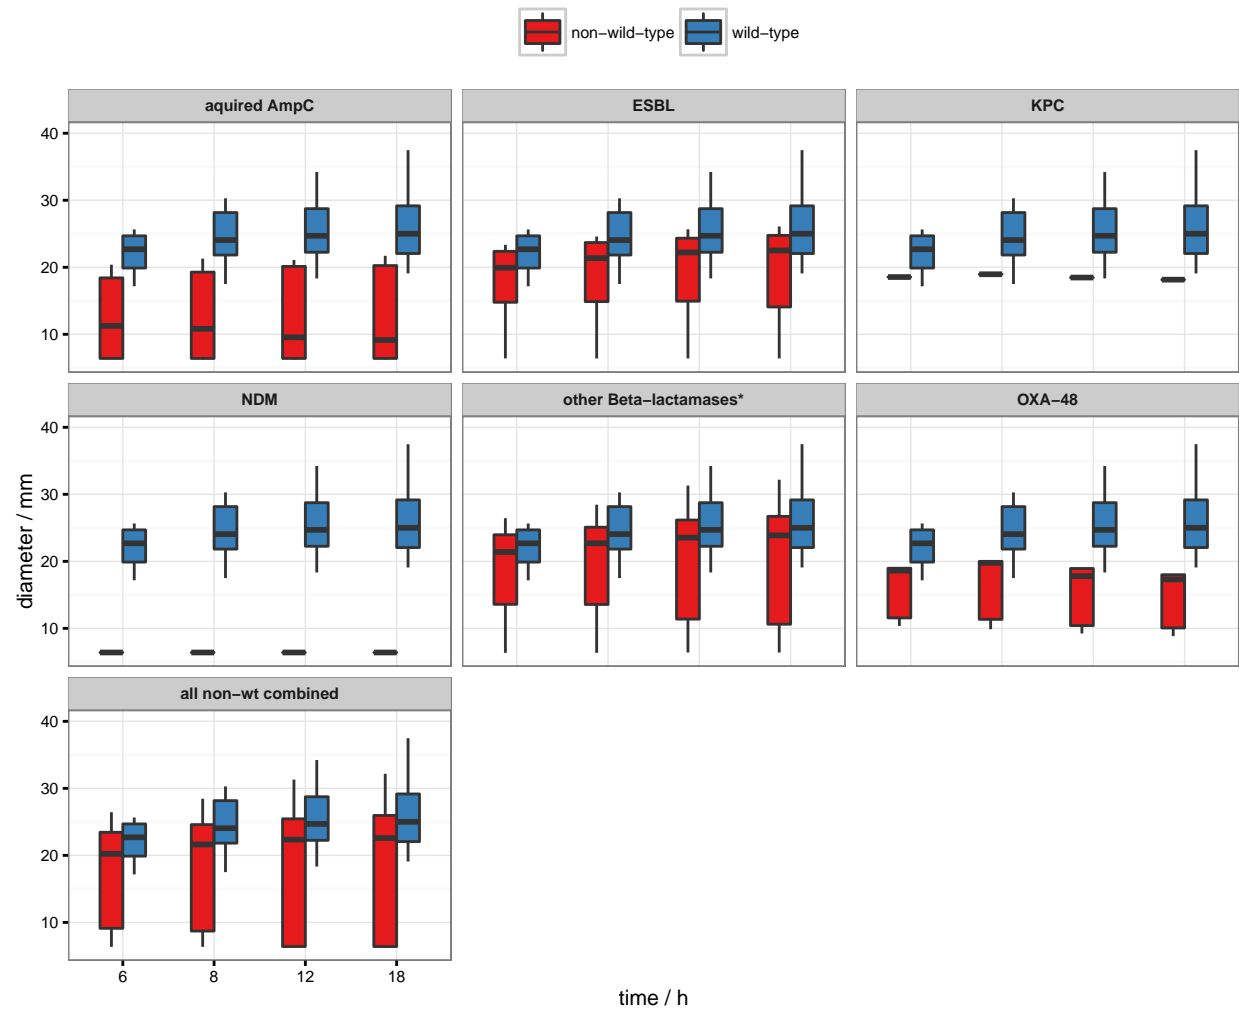 non−wild−type wild−type
aquired AmpC ESBL KPC
40
30
20
10
NDM other Beta−lactamases* OXA−48
40
30
20
10
diameter / mm
all non−wt combined
40
30
20
10
6 8 12 18
time / h